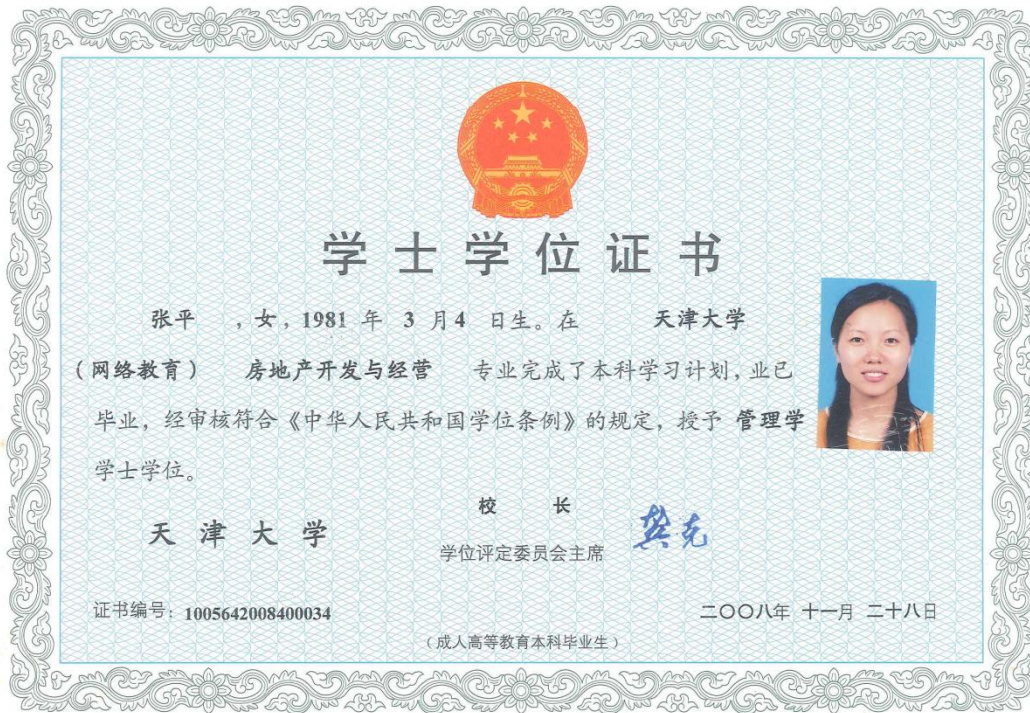 学士学位证书
张平 ,女,1981 年 3 月4 日生。在 天津大学
(网络教育) 房地产开发与经营 专业完成了本科学习计划,业已
毕业,经审核符合《中华人民共和国学位条例》的规定,授予 管理学
学士学位。
校 长
天津大学
学位评定委员会主席
证书编号:1005642008400034
二〇〇八年 十一月 二十八日
(成人高等教育本科毕业生)